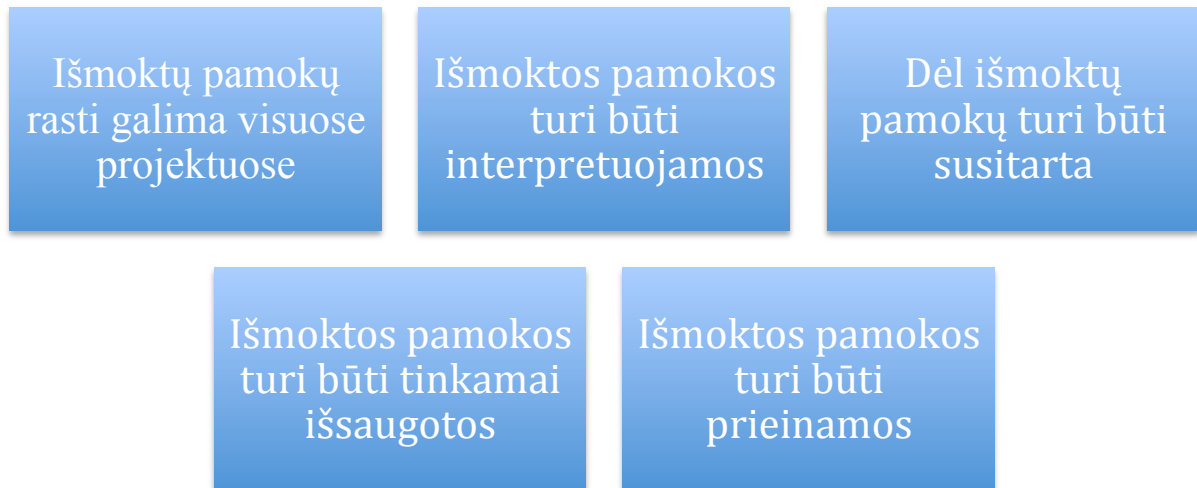 Išmoktų pamokų
rasti galima visuose
projektuose
Išmoktos pamokos
turi būti
interpretuojamos
Dėl išmoktų
pamokų turi būti
susitarta
Išmoktos pamokos
turi būti tinkamai
išsaugotos
Išmoktos pamokos
turi būti
prieinamos